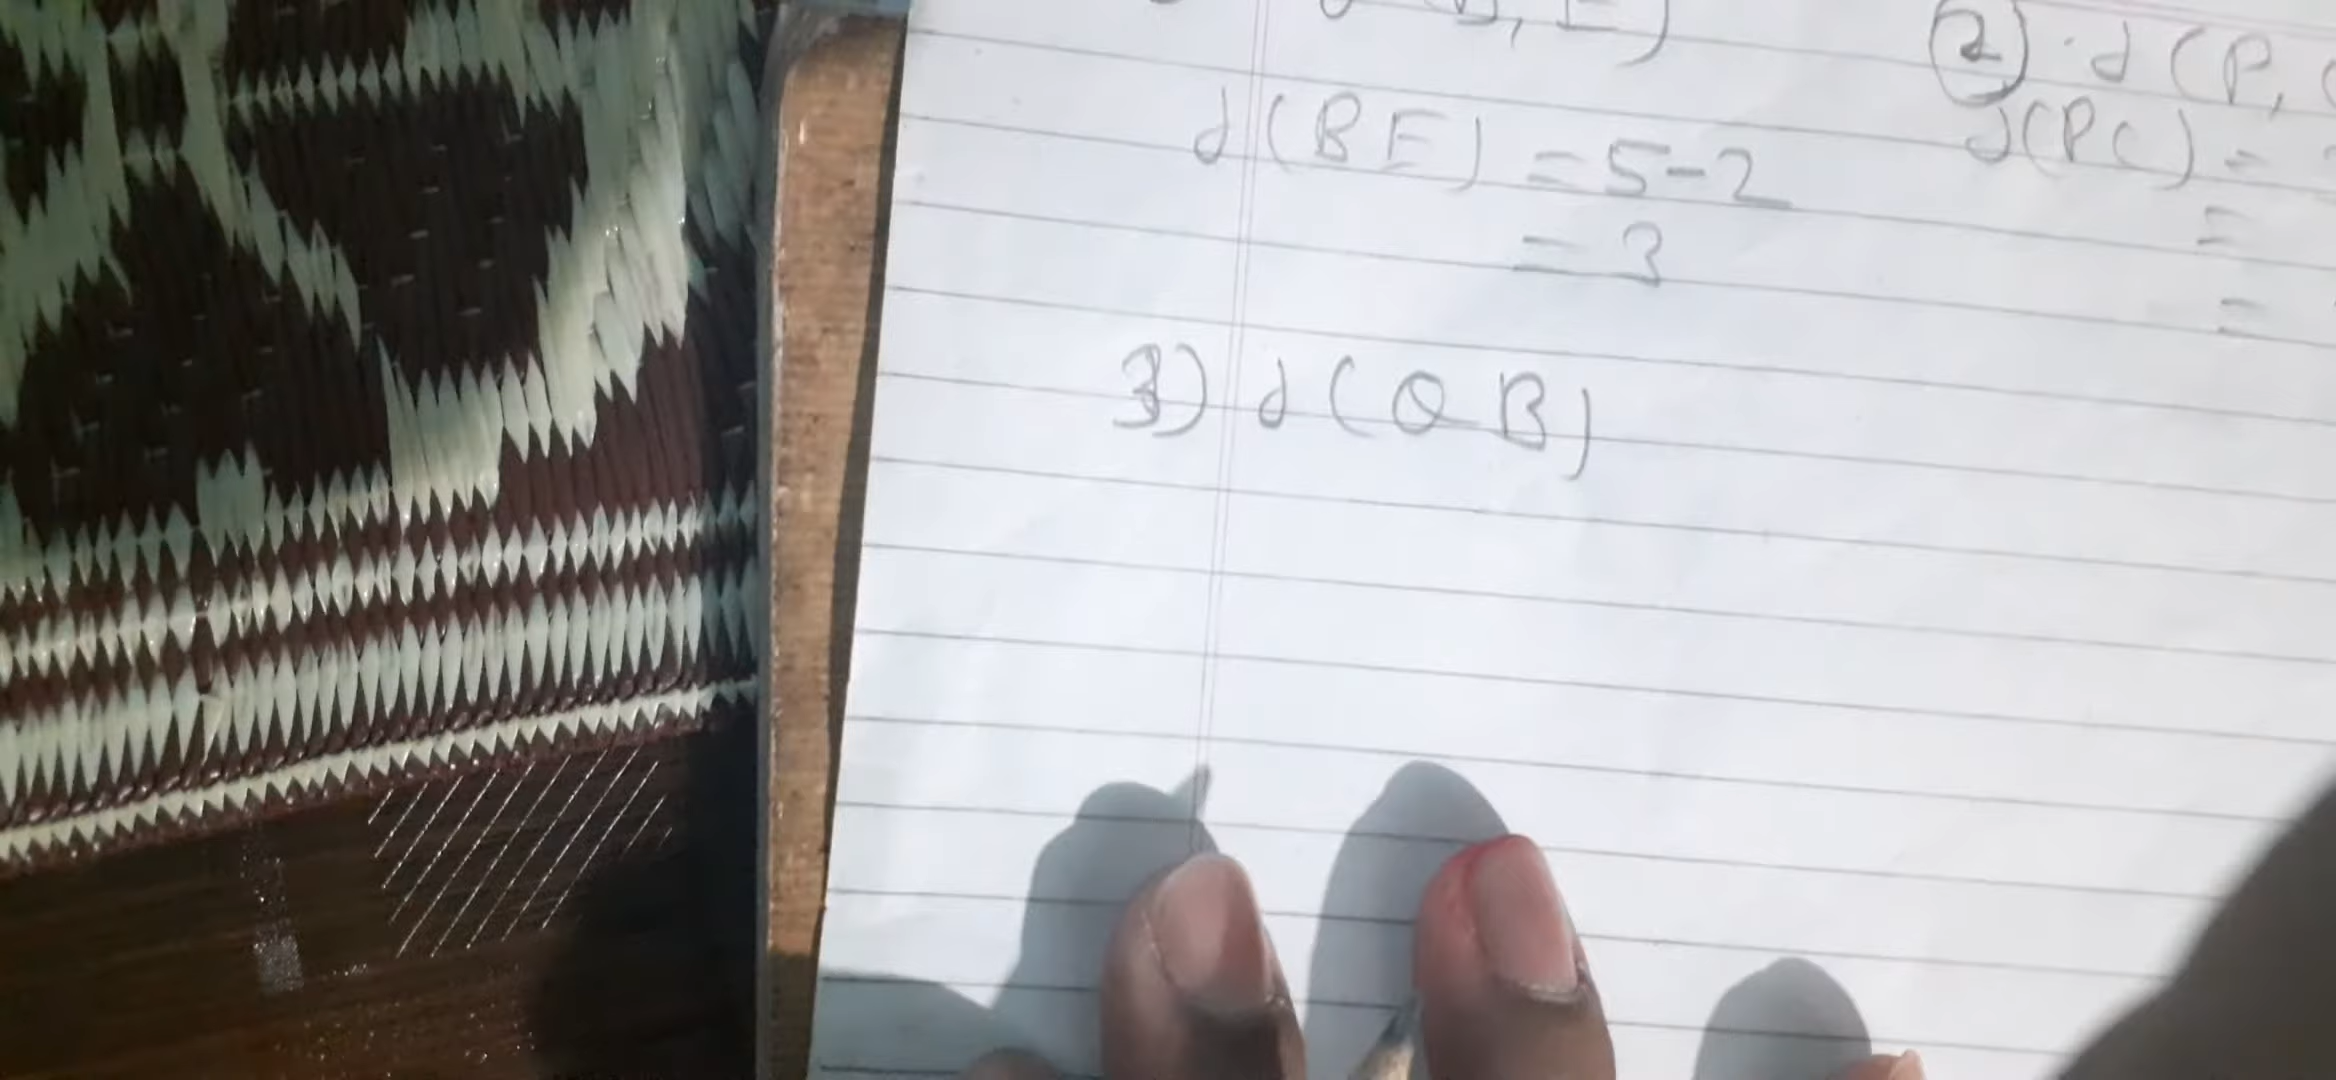 B, E)
② d(P,
d(BE) = 5-2
= 3
d(PC) =
=
=
3) d(QB)